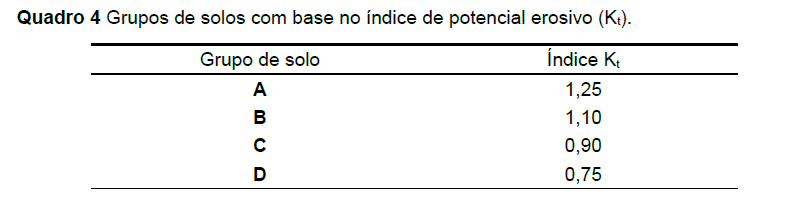 Quadro 4 Grupos de solos com base no índice de potencial erosivo (Kₜ).
Grupo de solo Índice Kₜ
A 1,25
B 1,10
C 0,90
D 0,75